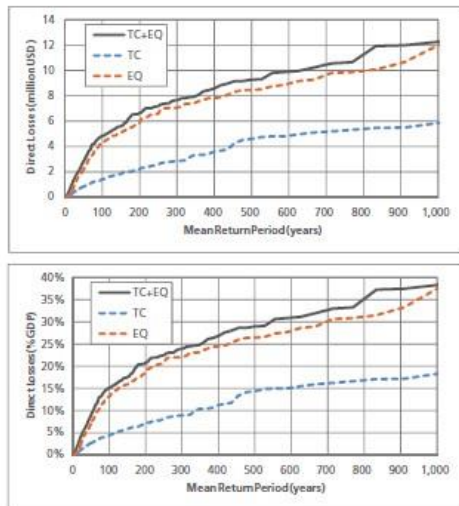 Direct Losses (million USD)
14
12
10
8
6
4
2
0
TC+EQ
TC
EQ
0 100 200 300 400 500 600 700 800 900 1,000
Mean Return Period (years)
Direct Losses (% GDP)
40%
35%
30%
25%
20%
15%
10%
5%
0%
TC+EQ
TC
EQ
0 100 200 300 400 500 600 700 800 900 1,000
Mean Return Period (years)